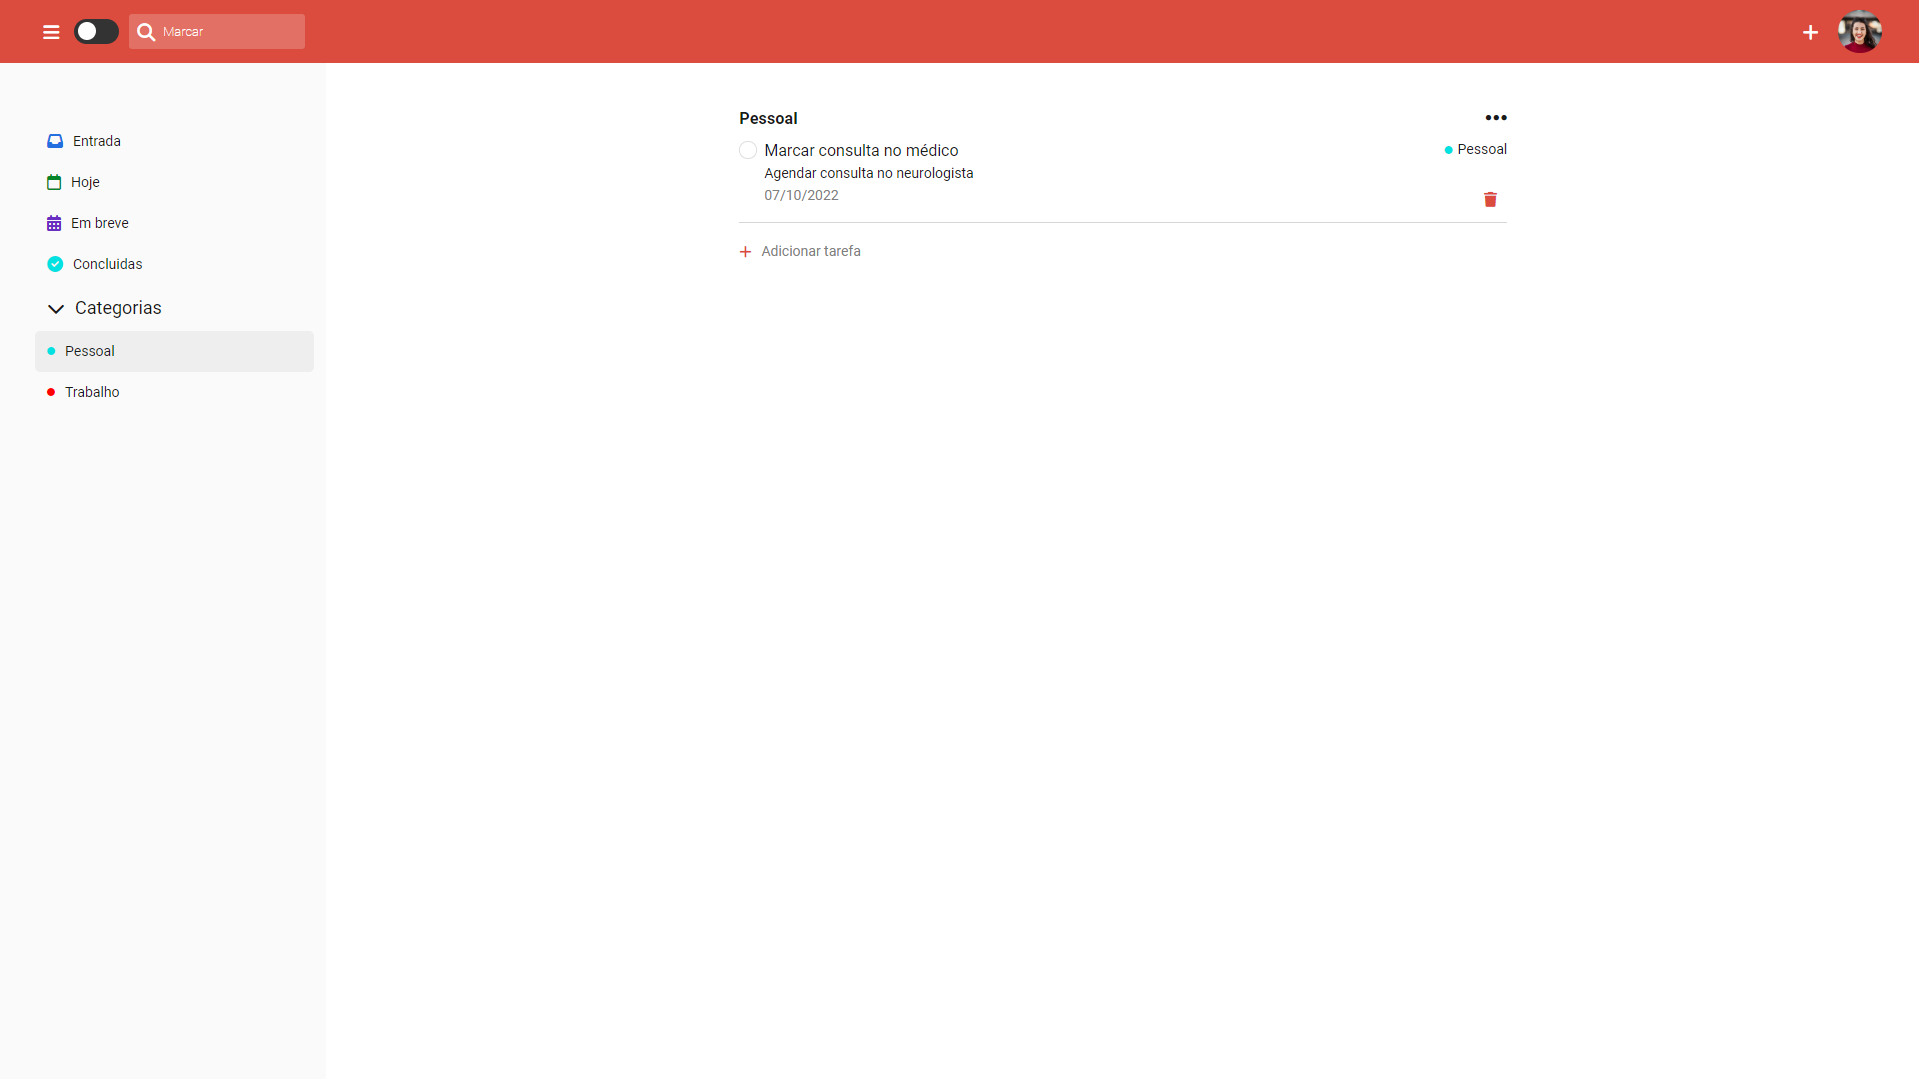 Marcar
Entrada
Hoje
Em breve
Concluidas
Categorias
Pessoal
Trabalho
Pessoal
Marcar consulta no médico
Pessoal
Agendar consulta no neurologista
07/10/2022
Adicionar tarefa